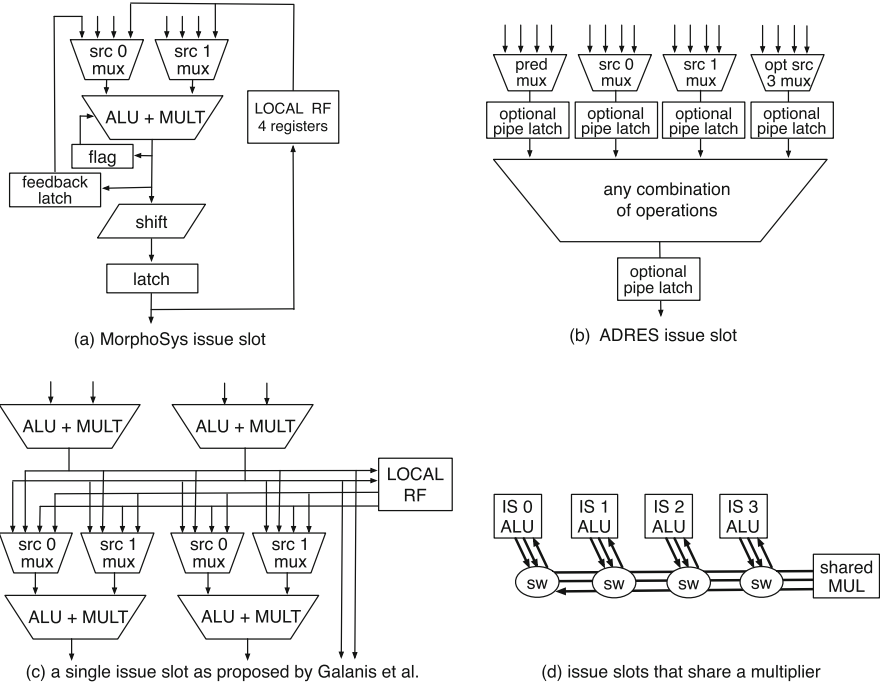 src 0
mux
src 1
mux
ALU + MULT
LOCAL RF
4 registers
flag
feedback
latch
shift
latch
(a) MorphoSys issue slot
pred
mux
src 0
mux
src 1
mux
opt src
3 mux
optional
pipe latch
optional
pipe latch
optional
pipe latch
optional
pipe latch
any combination
of operations
optional
pipe latch
(b) ADRES issue slot
ALU + MULT
ALU + MULT
LOCAL
RF
src 0
mux
src 1
mux
src 0
mux
src 1
mux
ALU + MULT
ALU + MULT
(c) a single issue slot as proposed by Galanis et al.
IS 0
ALU
IS 1
ALU
IS 2
ALU
IS 3
ALU
sw
sw
sw
sw
shared
MUL
(d) issue slots that share a multiplier